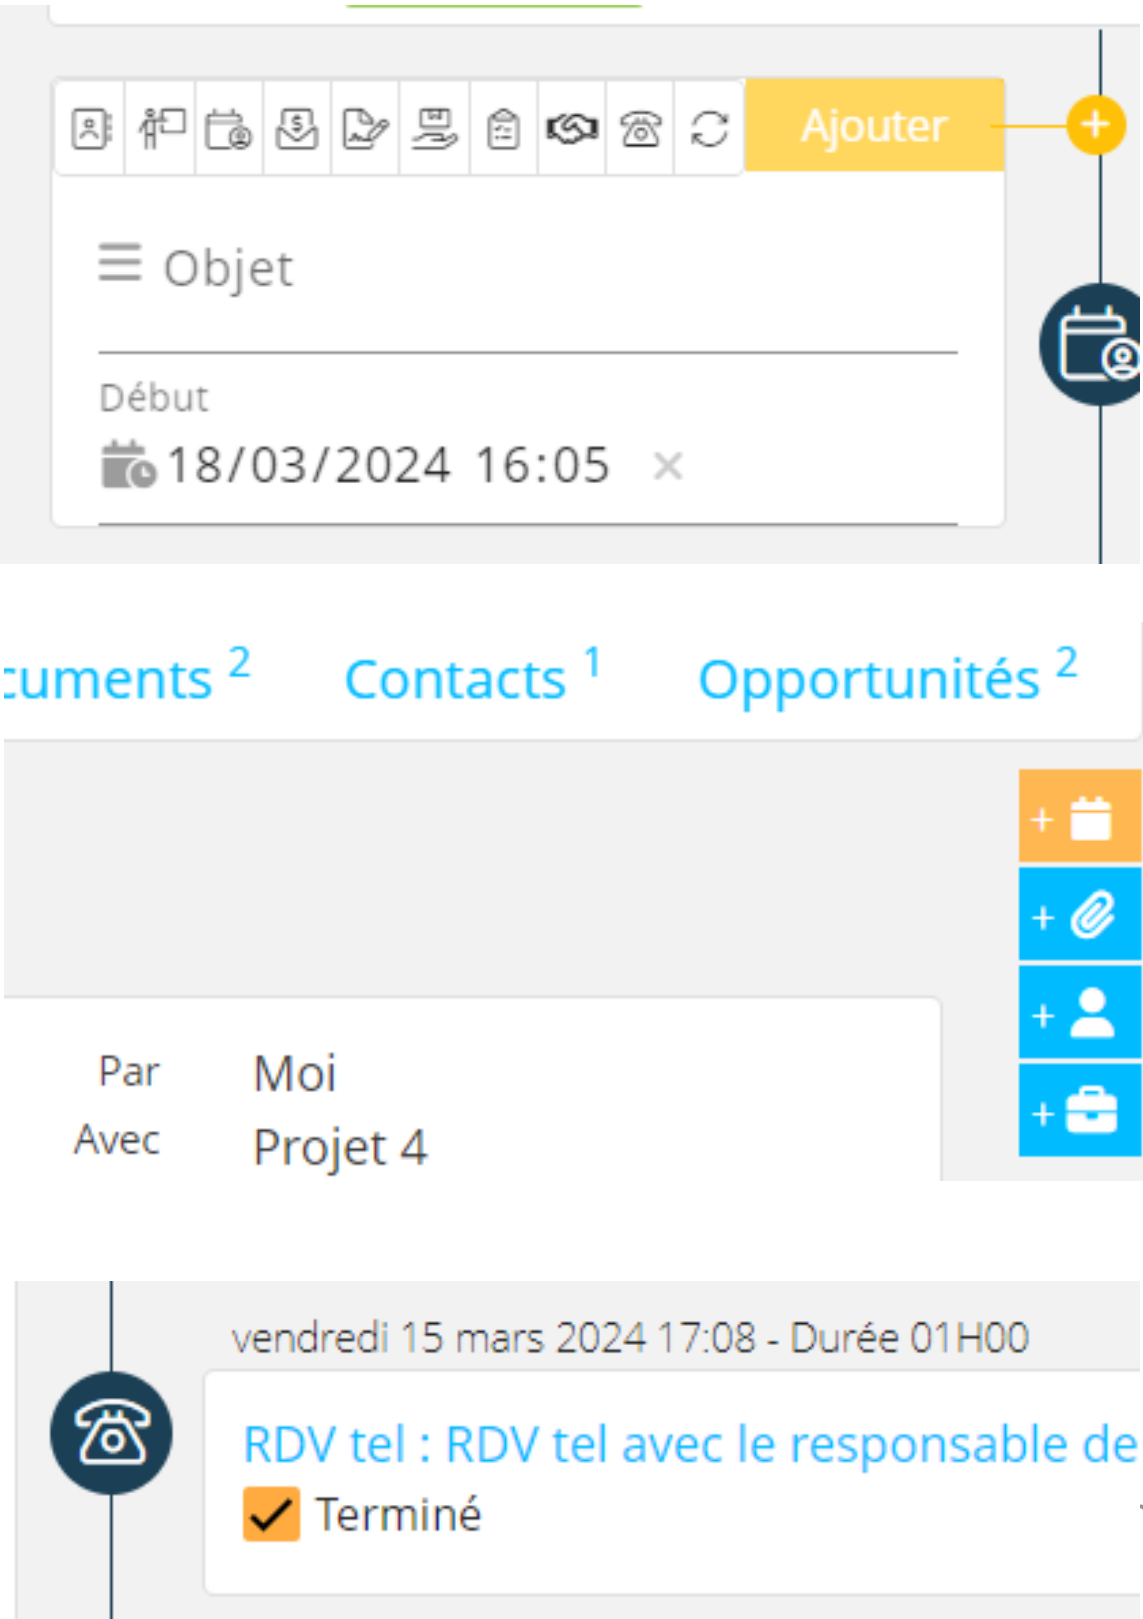 Ajouter
+
Objet
Début
18/03/2024 16:05 ×
cuments 2 Contacts 1 Opportunités 2
+
+
+
+
Par Moi
Avec Projet 4
vendredi 15 mars 2024 17:08 - Durée 01H00
RDV tel : RDV tel avec le responsable de
Terminé